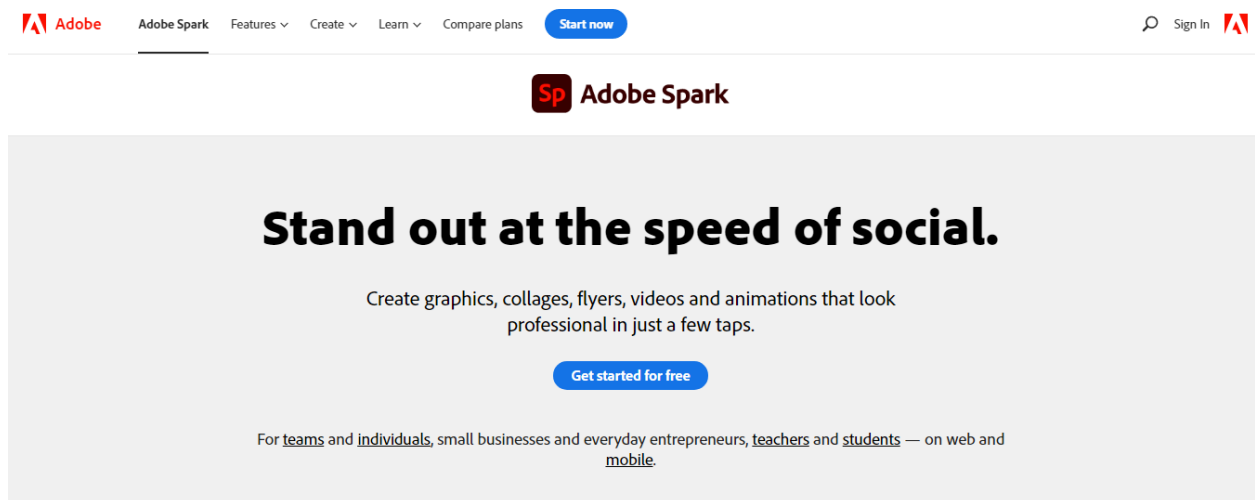 Adobe Adobe Spark Features Create Learn Compare plans Start now Sign In
Sp Adobe Spark
Stand out at the speed of social.
Create graphics, collages, flyers, videos and animations that look
professional in just a few taps.
Get started for free
For teams and individuals, small businesses and everyday entrepreneurs, teachers and students — on web and
mobile.